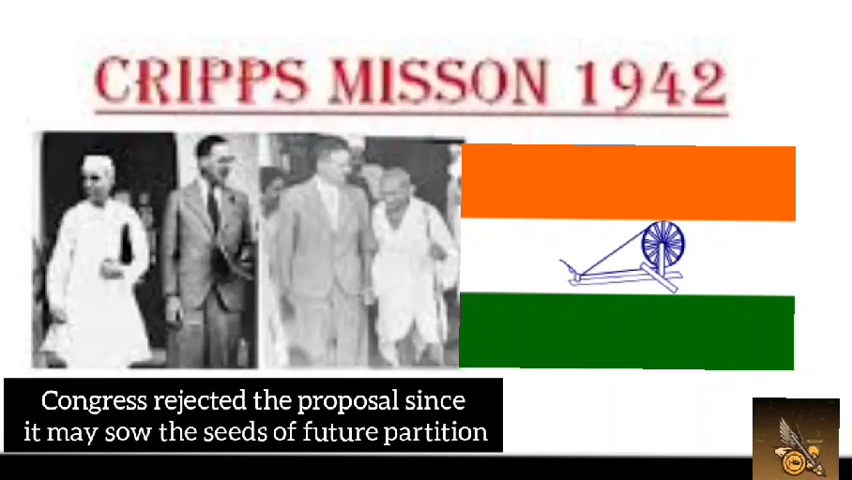 CRIPPS MISSON 1942
Congress rejected the proposal since
it may sow the seeds of future partition